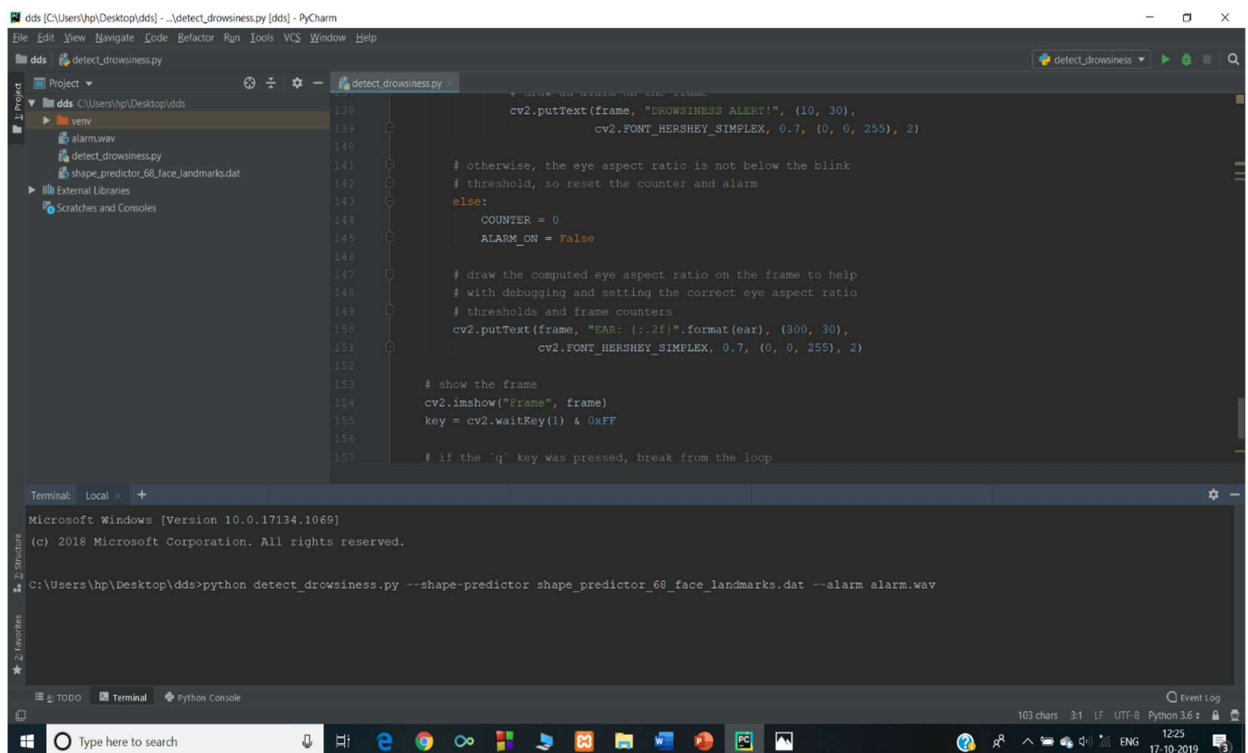 dds [C:\Users\hp\Desktop\dds] - ...\detect_drowsiness.py [dds] - PyCharm
File Edit View Navigate Code Refactor Run Tools VCS Window Help
dds detect_drowsiness.py
detect_drowsiness
1: Project
Project
detect_drowsiness.py
dds C:\Users\hp\Desktop\dds
venv
alarm.wav
detect_drowsiness.py
shape_predictor_68_face_landmarks.dat
External Libraries
Scratches and Consoles
# draw an alarm on the frame
138 cv2.putText(frame, "DROWSINESS ALERT!", (10, 30),
139 cv2.FONT_HERSHEY_SIMPLEX, 0.7, (0, 0, 255), 2)
140
141 # otherwise, the eye aspect ratio is not below the blink
142 # threshold, so reset the counter and alarm
143 else:
144 COUNTER = 0
145 ALARM_ON = False
146
147 # draw the computed eye aspect ratio on the frame to help
148 # with debugging and setting the correct eye aspect ratio
149 # thresholds and frame counters
150 cv2.putText(frame, "EAR: {:.2f}".format(ear), (300, 30),
151 cv2.FONT_HERSHEY_SIMPLEX, 0.7, (0, 0, 255), 2)
152
153 # show the frame
154 cv2.imshow("Frame", frame)
155 key = cv2.waitKey(1) & 0xFF
156
157 # if the `q` key was pressed, break from the loop
Terminal: Local +
Microsoft Windows [Version 10.0.17134.1069]
(c) 2018 Microsoft Corporation. All rights reserved.
C:\Users\hp\Desktop\dds>python detect_drowsiness.py --shape-predictor shape_predictor_68_face_landmarks.dat --alarm alarm.wav
Z: Structure
2: Favorites
6: TODO Terminal Python Console
Event Log
103 chars 3:1 LF UTF-8 Python 3.6
Type here to search
ENG
12:25
17-10-2019